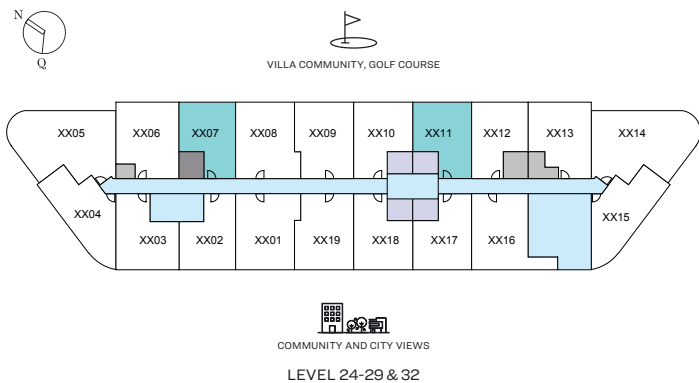 N
Q
VILLA COMMUNITY, GOLF COURSE
XX05 XX06 XX07 XX08 XX09 XX10 XX11 XX12 XX13 XX14
XX04 XX03 XX02 XX01 XX19 XX18 XX17 XX16 XX15
COMMUNITY AND CITY VIEWS
LEVEL 24-29 & 32